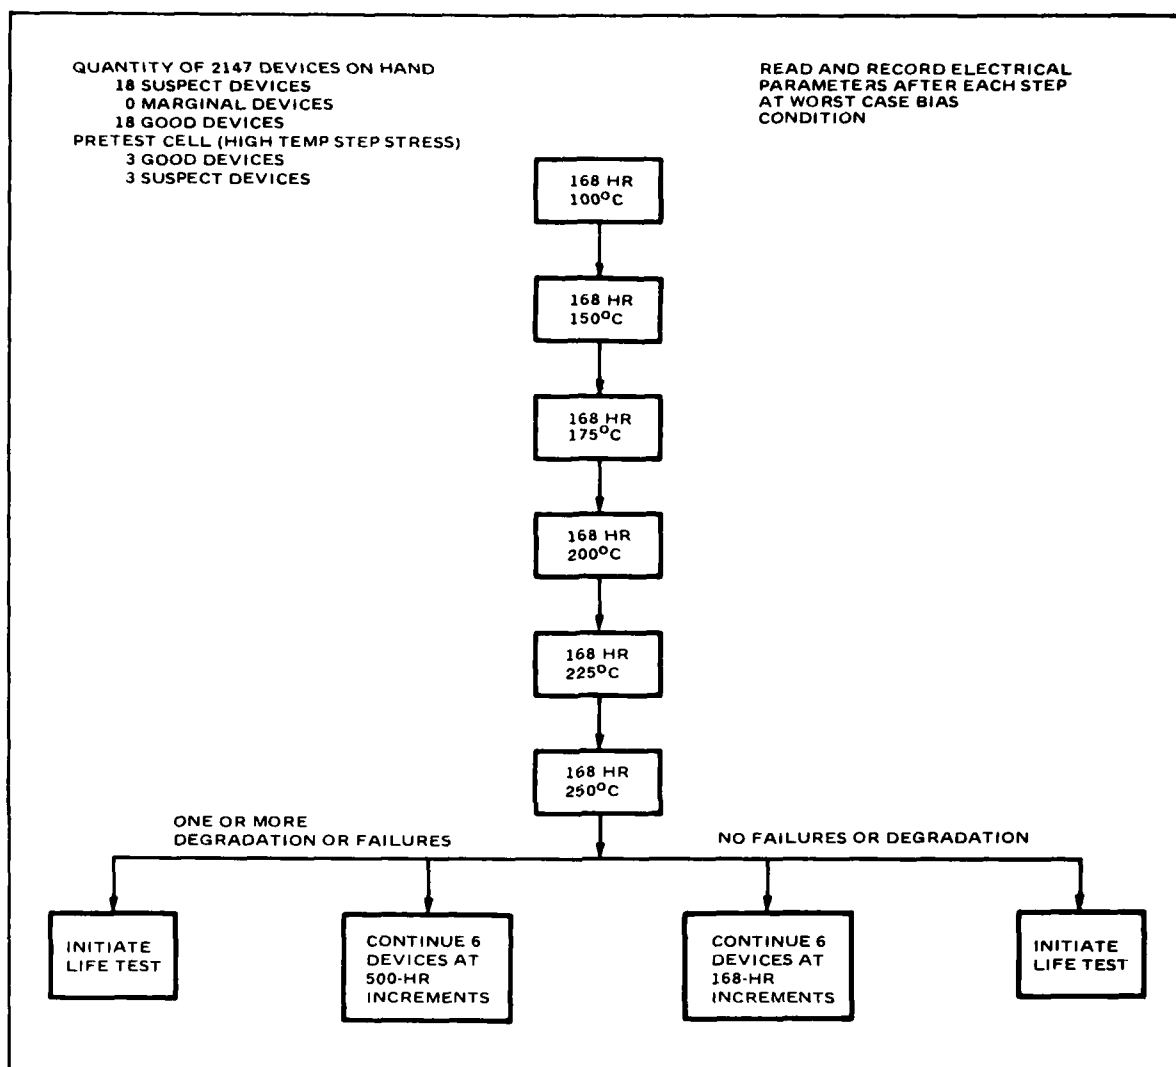 QUANTITY OF 2147 DEVICES ON HAND
18 SUSPECT DEVICES
0 MARGINAL DEVICES
18 GOOD DEVICES
PRETEST CELL (HIGH TEMP STEP STRESS)
3 GOOD DEVICES
3 SUSPECT DEVICES
READ AND RECORD ELECTRICAL
PARAMETERS AFTER EACH STEP
AT WORST CASE BIAS
CONDITION
168 HR
100°C
168 HR
150°C
168 HR
175°C
168 HR
200°C
168 HR
225°C
168 HR
250°C
ONE OR MORE
DEGRADATION OR FAILURES
NO FAILURES OR DEGRADATION
INITIATE
LIFE TEST
CONTINUE 6
DEVICES AT
500-HR
INCREMENTS
CONTINUE 6
DEVICES AT
168-HR
INCREMENTS
INITIATE
LIFE TEST